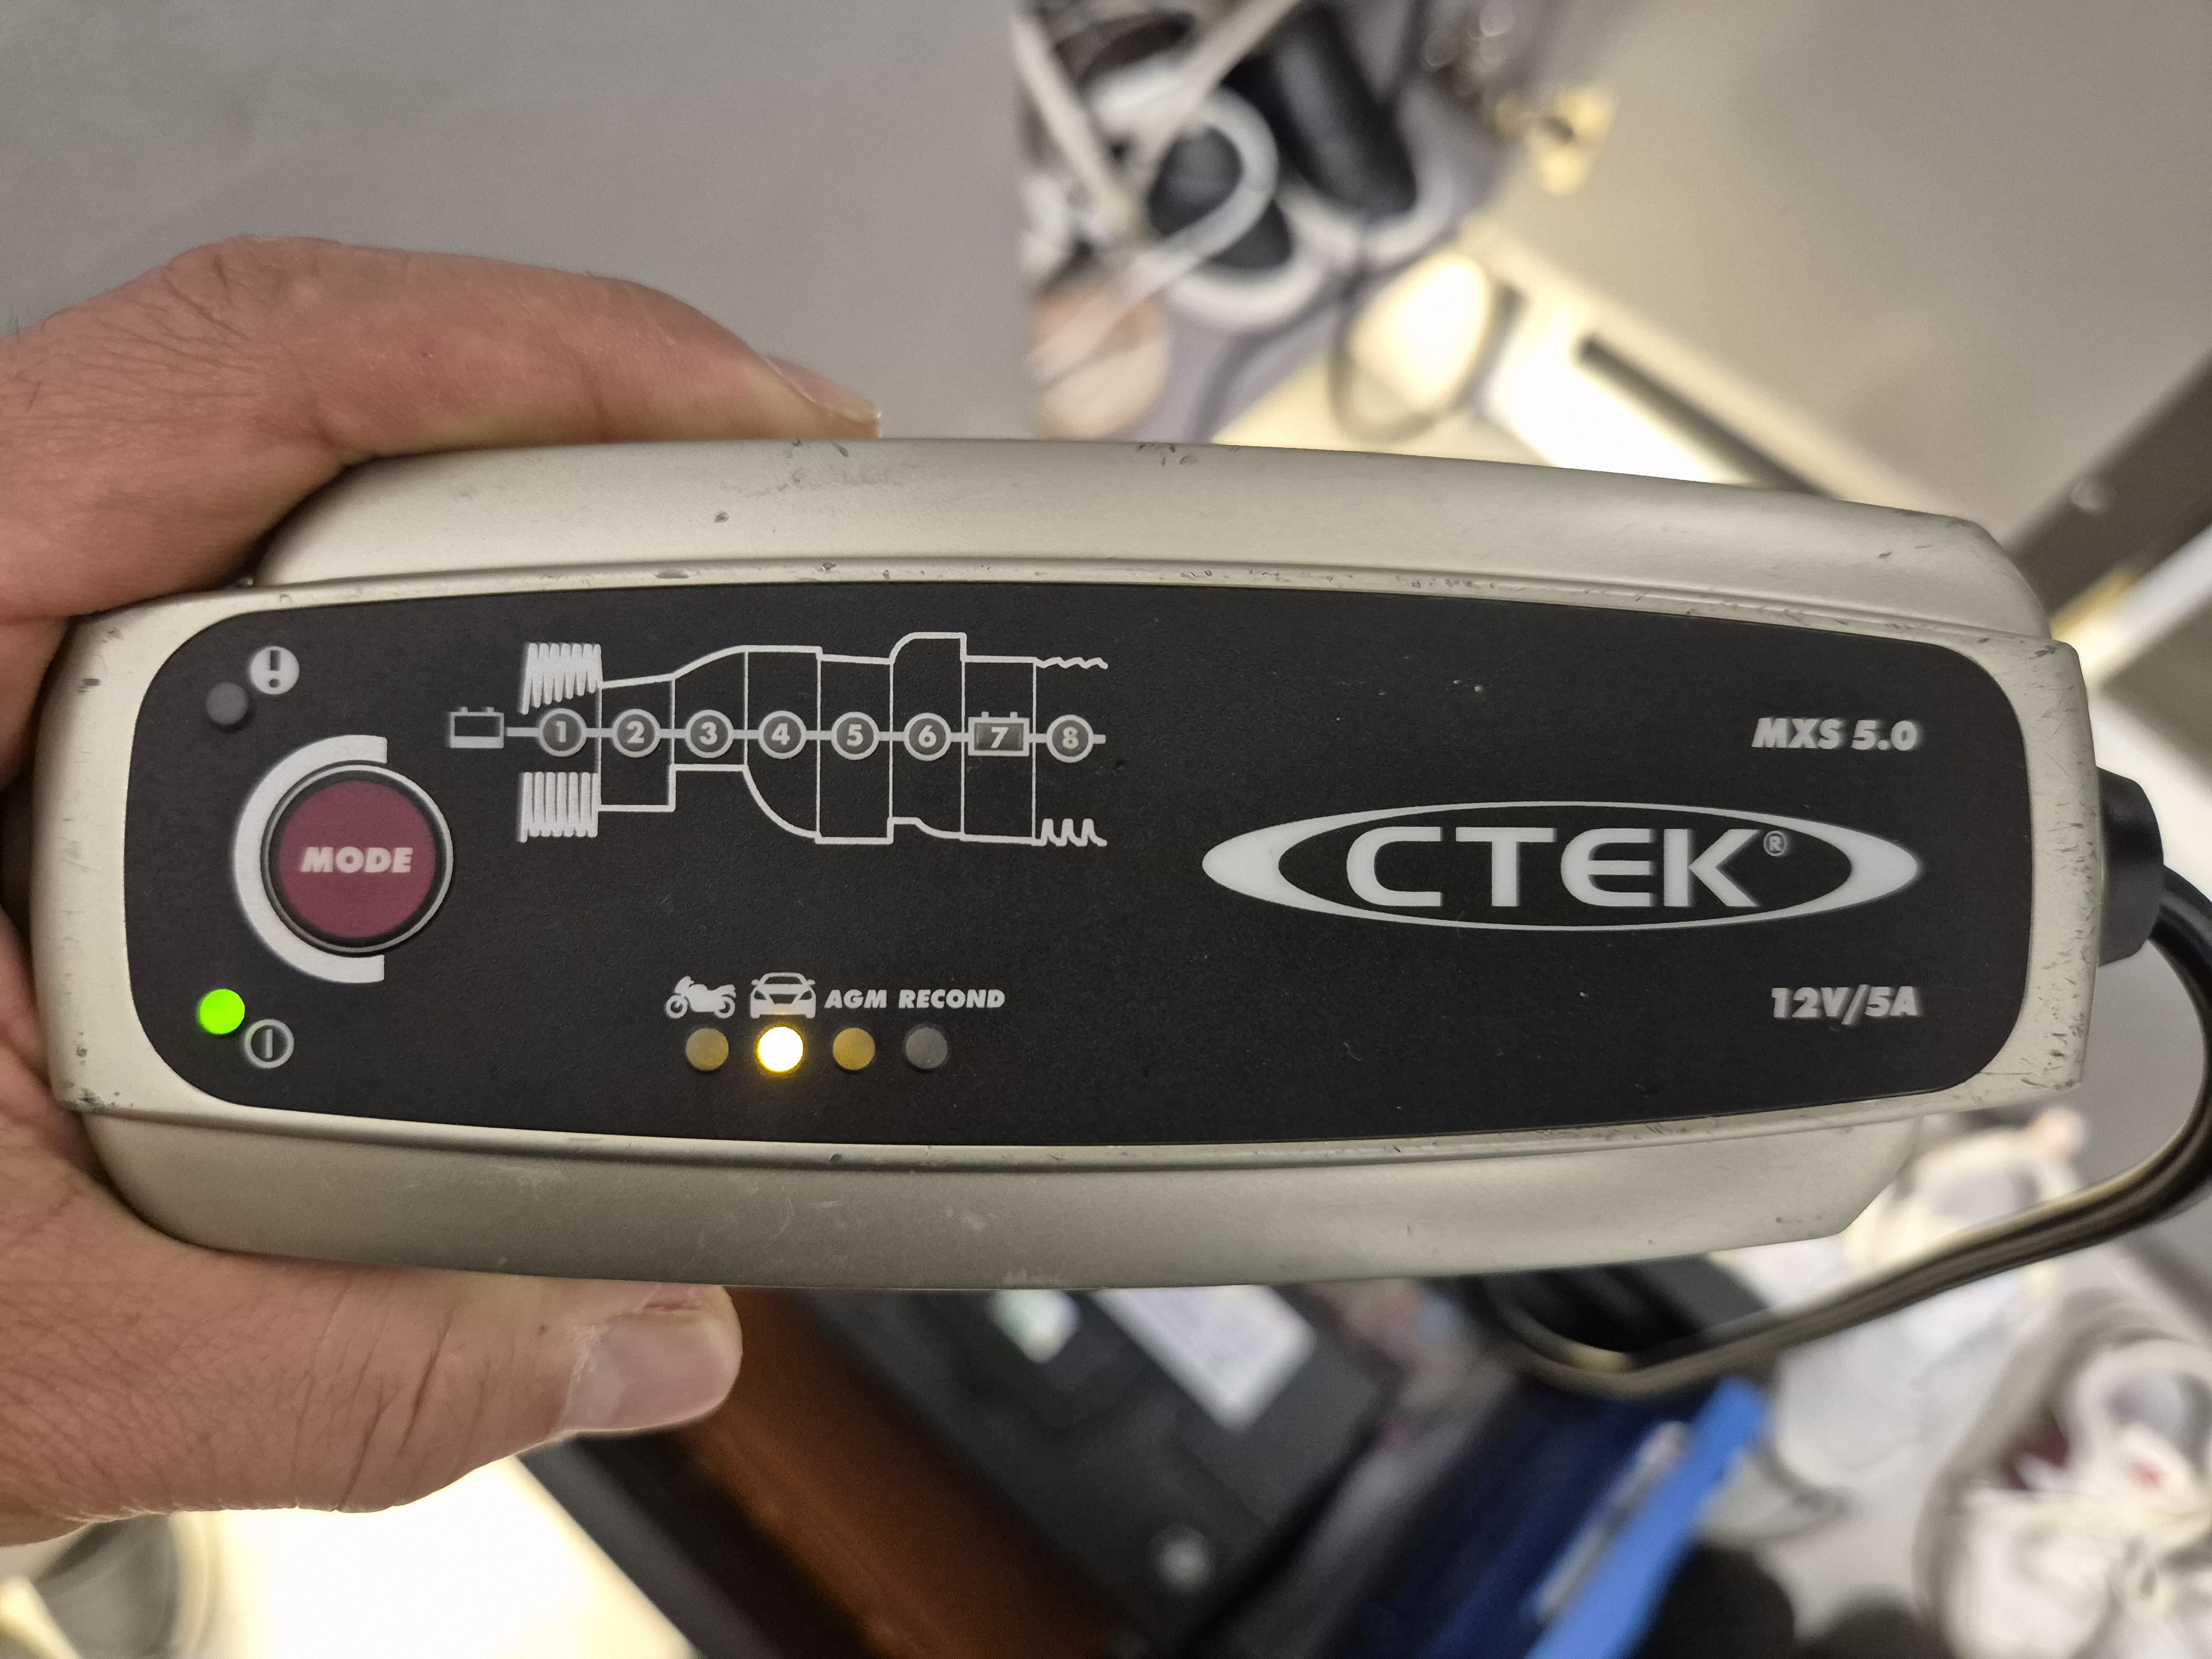 1 2 3 4 5 6 7 8
MXS 5.0
MODE
CTEK®
AGM RECOND
12V/5A